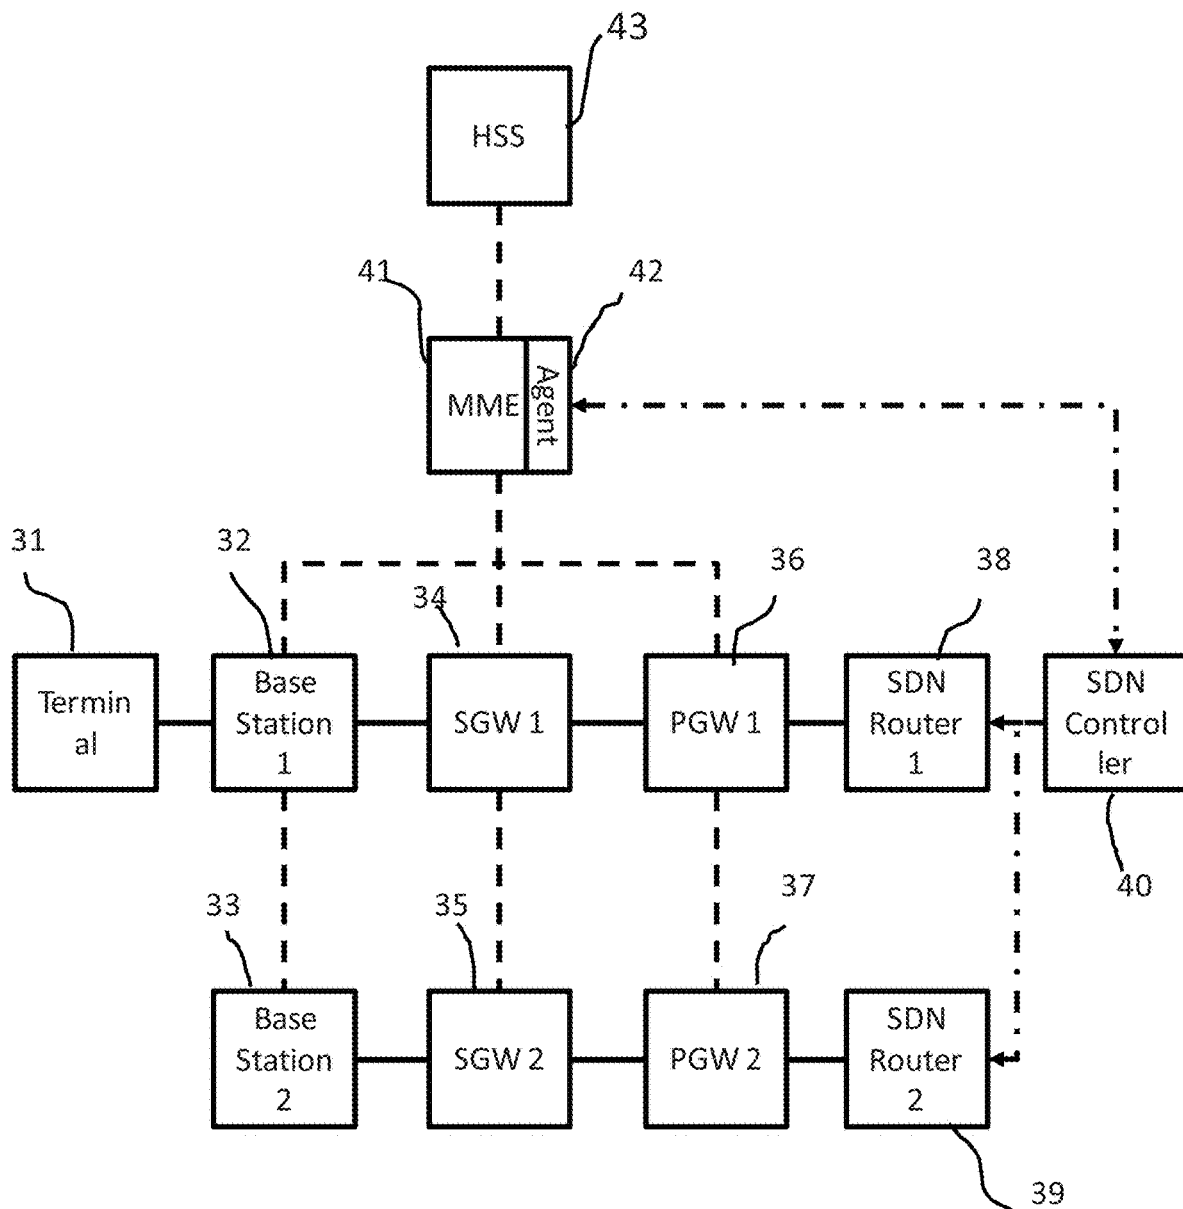 43
HSS
41
42
MME
Agent
31
32
34
36
38
Termin
al
Base
Station
1
SGW 1
PGW 1
SDN
Router
1
SDN
Control
ler
40
33
35
37
Base
Station
2
SGW 2
PGW 2
SDN
Router
2
39